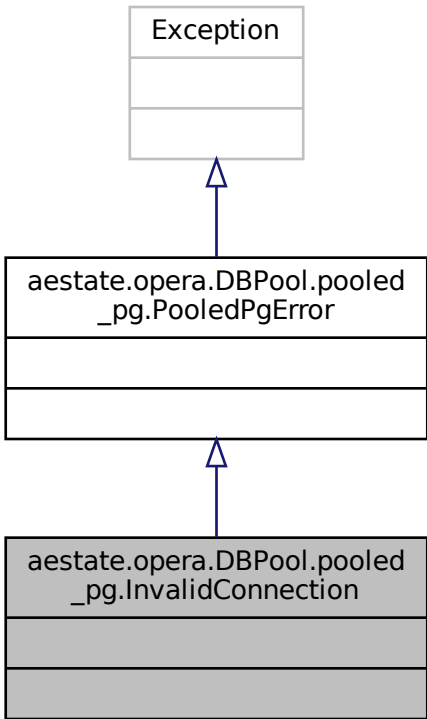 Exception
aestate.opera.DBPool.pooled
_pg.PooledPgError
aestate.opera.DBPool.pooled
_pg.InvalidConnection